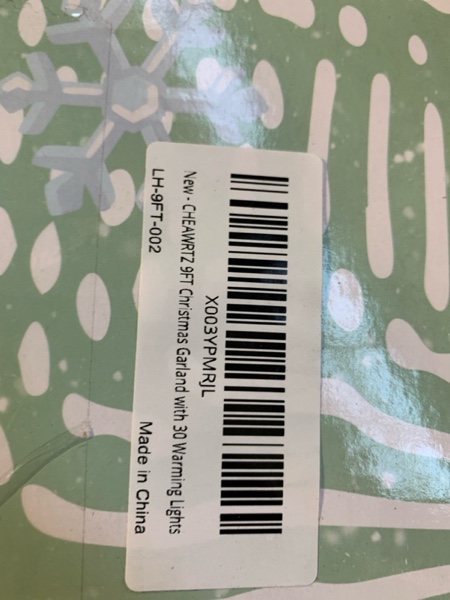 X003YPMRJL
New - CHEAWRTZ 9FT Christmas Garland with 30 Warming Lights
LH-9FT-002
Made in China